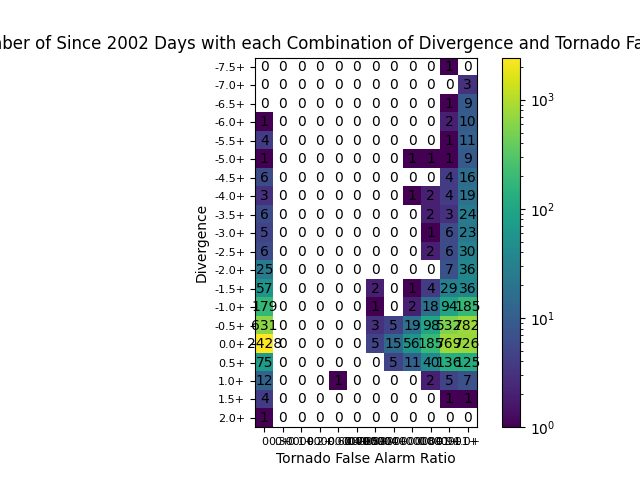 ber of Since 2002 Days with each Combination of Divergence and Tornado Fa
-7.5+ 0 0 0 0 0 0 0 0 0 0 1 0
-7.0+ 0 0 0 0 0 0 0 0 0 0 0 3
-6.5+ 0 0 0 0 0 0 0 0 0 0 1 9
-6.0+ 1 0 0 0 0 0 0 0 0 0 2 10
-5.5+ 4 0 0 0 0 0 0 0 0 0 1 11
-5.0+ 1 0 0 0 0 0 0 0 1 1 1 9
-4.5+ 6 0 0 0 0 0 0 0 0 0 4 16
-4.0+ 3 0 0 0 0 0 0 0 1 2 4 19
-3.5+ 6 0 0 0 0 0 0 0 0 2 3 24
-3.0+ 5 0 0 0 0 0 0 0 0 1 6 23
-2.5+ 6 0 0 0 0 0 0 0 0 2 6 30
-2.0+ 25 0 0 0 0 0 0 0 0 0 7 36
-1.5+ 57 0 0 0 0 0 2 0 1 4 29 36
-1.0+ 179 0 0 0 0 0 1 0 2 18 94 185
-0.5+ 631 0 0 0 0 0 3 5 19 98 532 782
0.0+ 2428 0 0 0 0 0 5 15 56 185 769 726
0.5+ 75 0 0 0 0 0 0 5 11 40 136 125
1.0+ 12 0 0 0 1 0 0 0 0 2 5 7
1.5+ 4 0 0 0 0 0 0 0 0 0 1 1
2.0+ 1 0 0 0 0 0 0 0 0 0 0 0
Divergence
Tornado False Alarm Ratio
10³
10²
10¹
10⁰